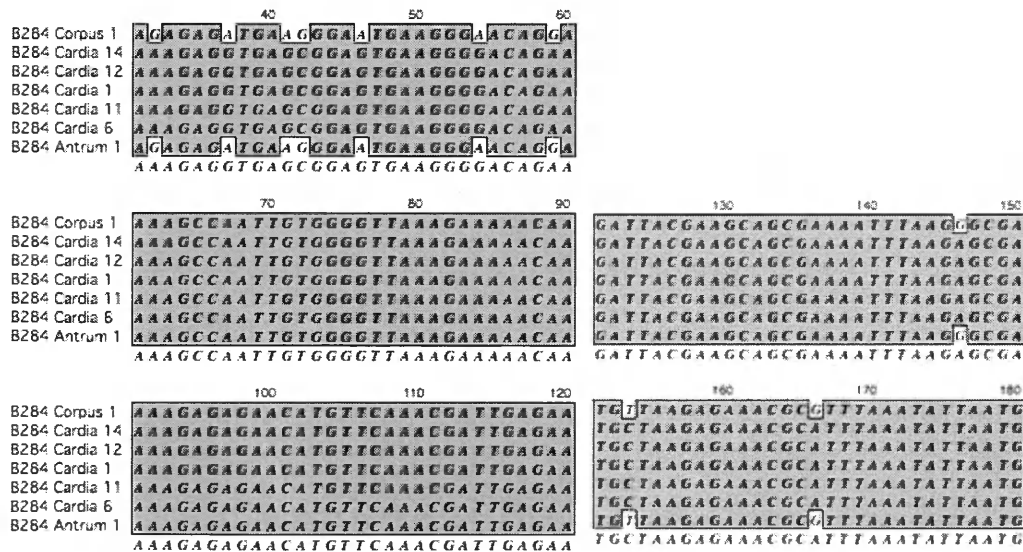 40 50 60
B284 Corpus 1 AGAGAGATGAAGGGAATGAAGGGAACAGGA
B284 Cardia 14 AAAGAGGTGAGCGGAGTGAAGGGGACAGAA
B284 Cardia 12 AAAGAGGTGAGCGGAGTGAAGGGGACAGAA
B284 Cardia 1 AAAGAGGTGAGCGGAGTGAAGGGGACAGAA
B284 Cardia 11 AAAGAGGTGAGCGGAGTGAAGGGGACAGAA
B284 Cardia 6 AAAGAGGTGAGCGGAGTGAAGGGGACAGAA
B284 Antrum 1 AGAGAGATGAAGGGAATGAAGGGAACAGGA
AAAGAGGTGAGCGGAGTGAAGGGGACAGAA
70 80 90
B284 Corpus 1 AAAGCCAATTGTGGGGTTAAAGAAAAACAA
B284 Cardia 14 AAAGCCAATTGTGGGGTTAAAGAAAAACAA
B284 Cardia 12 AAAGCCAATTGTGGGGTTAAAGAAAAACAA
B284 Cardia 1 AAAGCCAATTGTGGGGTTAAAGAAAAACAA
B284 Cardia 11 AAAGCCAATTGTGGGGTTAAAGAAAAACAA
B284 Cardia 6 AAAGCCAATTGTGGGGTTAAAGAAAAACAA
B284 Antrum 1 AAAGCCAATTGTGGGGTTAAAGAAAAACAA
AAAGCCAATTGTGGGGTTAAAGAAAAACAA
130 140 150
GATTACGAAGCAGCGAAAATTTAAGGGCGA
GATTACGAAGCAGCGAAAATTTAAGAGCGA
GATTACGAAGCAGCGAAAATTTAAGAGCGA
GATTACGAAGCAGCGAAAATTTAAGAGCGA
GATTACGAAGCAGCGAAAATTTAAGAGCGA
GATTACGAAGCAGCGAAAATTTAAGAGCGA
GATTACGAAGCAGCGAAAATTTAAGGGCGA
GATTACGAAGCAGCGAAAATTTAAGAGCGA
100 110 120
B284 Corpus 1 AAAGAGAGAACATGTTCAAACGATTGAGAA
B284 Cardia 14 AAAGAGAGAACATGTTCAAACGATTGAGAA
B284 Cardia 12 AAAGAGAGAACATGTTCAAACGATTGAGAA
B284 Cardia 1 AAAGAGAGAACATGTTCAAACGATTGAGAA
B284 Cardia 11 AAAGAGAGAACATGTTCAAACGATTGAGAA
B284 Cardia 6 AAAGAGAGAACATGTTCAAACGATTGAGAA
B284 Antrum 1 AAAGAGAGAACATGTTCAAACGATTGAGAA
AAAGAGAGAACATGTTCAAACGATTGAGAA
160 170 180
TGTTAAGAGAAACGCGTTTAAATATTAATG
TGCTAAGAGAAACGCATTTAAATATTAATG
TGCTAAGAGAAACGCATTTAAATATTAATG
TGCTAAGAGAAACGCATTTAAATATTAATG
TGCTAAGAGAAACGCATTTAAATATTAATG
TGCTAAGAGAAACGCATTTAAATATTAATG
TGTTAAGAGAAACGCGTTTAAATATTAATG
TGCTAAGAGAAACGCATTTAAATATTAATG